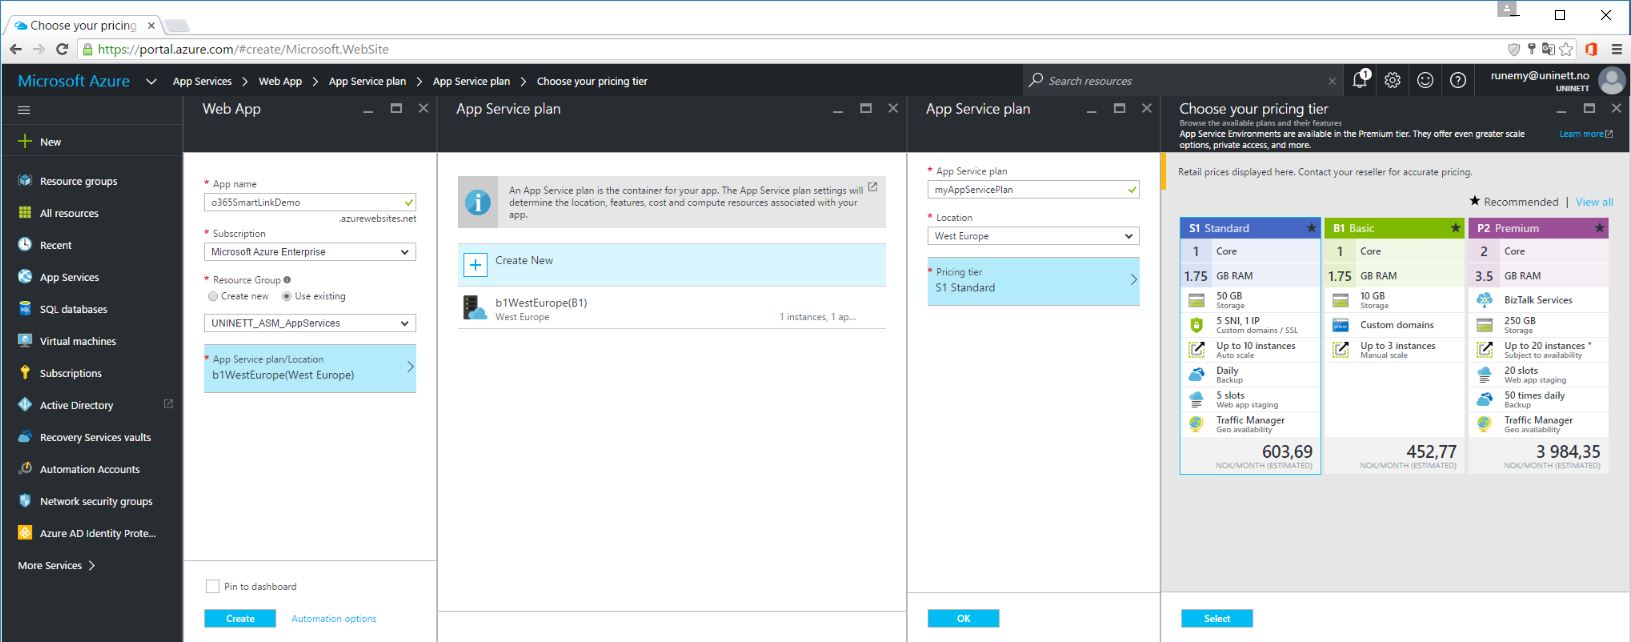 Choose your pricing
https://portal.azure.com/#create/Microsoft.WebSite
Microsoft Azure
App Services > Web App > App Service plan > App Service plan > Choose your pricing tier
Search resources
1
runemy@uninett.no
UNINETT
New
Resource groups
All resources
Recent
App Services
SQL databases
Virtual machines
Subscriptions
Active Directory
Recovery Services vaults
Automation Accounts
Network security groups
Azure AD Identity Prote...
More Services >
Web App
* App name
o365SmartLinkDemo
.azurewebsites.net
* Subscription
Microsoft Azure Enterprise
* Resource Group
Create new Use existing
UNINETT_ASM_AppServices
* App Service plan/Location
b1WestEurope(West Europe)
Pin to dashboard
Create Automation options
App Service plan
An App Service plan is the container for your app. The App Service plan settings will
determine the location, features, cost and compute resources associated with your
app.
Create New
b1WestEurope(B1)
West Europe 1 instances, 1 ap...
App Service plan
* App Service plan
myAppServicePlan
* Location
West Europe
* Pricing tier
S1 Standard
OK
Choose your pricing tier
Browse the available plans and their features
App Service Environments are available in the Premium tier. They offer even greater scale
options, private access, and more.
Learn more
Retail prices displayed here. Contact your reseller for accurate pricing.
★ Recommended | View all
S1 Standard
1 Core
1.75 GB RAM
50 GB
Storage
5 SNI, 1 IP
Custom domains / SSL
Up to 10 instances
Auto scale
Daily
Backup
5 slots
Web app staging
Traffic Manager
Geo availability
603,69
NOK/MONTH (ESTIMATED)
B1 Basic
1 Core
1.75 GB RAM
10 GB
Storage
Custom domains
Up to 3 instances
Manual scale
452,77
NOK/MONTH (ESTIMATED)
P2 Premium
2 Core
3.5 GB RAM
BizTalk Services
250 GB
Storage
Up to 20 instances *
Subject to availability
20 slots
Web app staging
50 times daily
Backup
Traffic Manager
Geo availability
3 984,35
NOK/MONTH (ESTIMATED)
Select